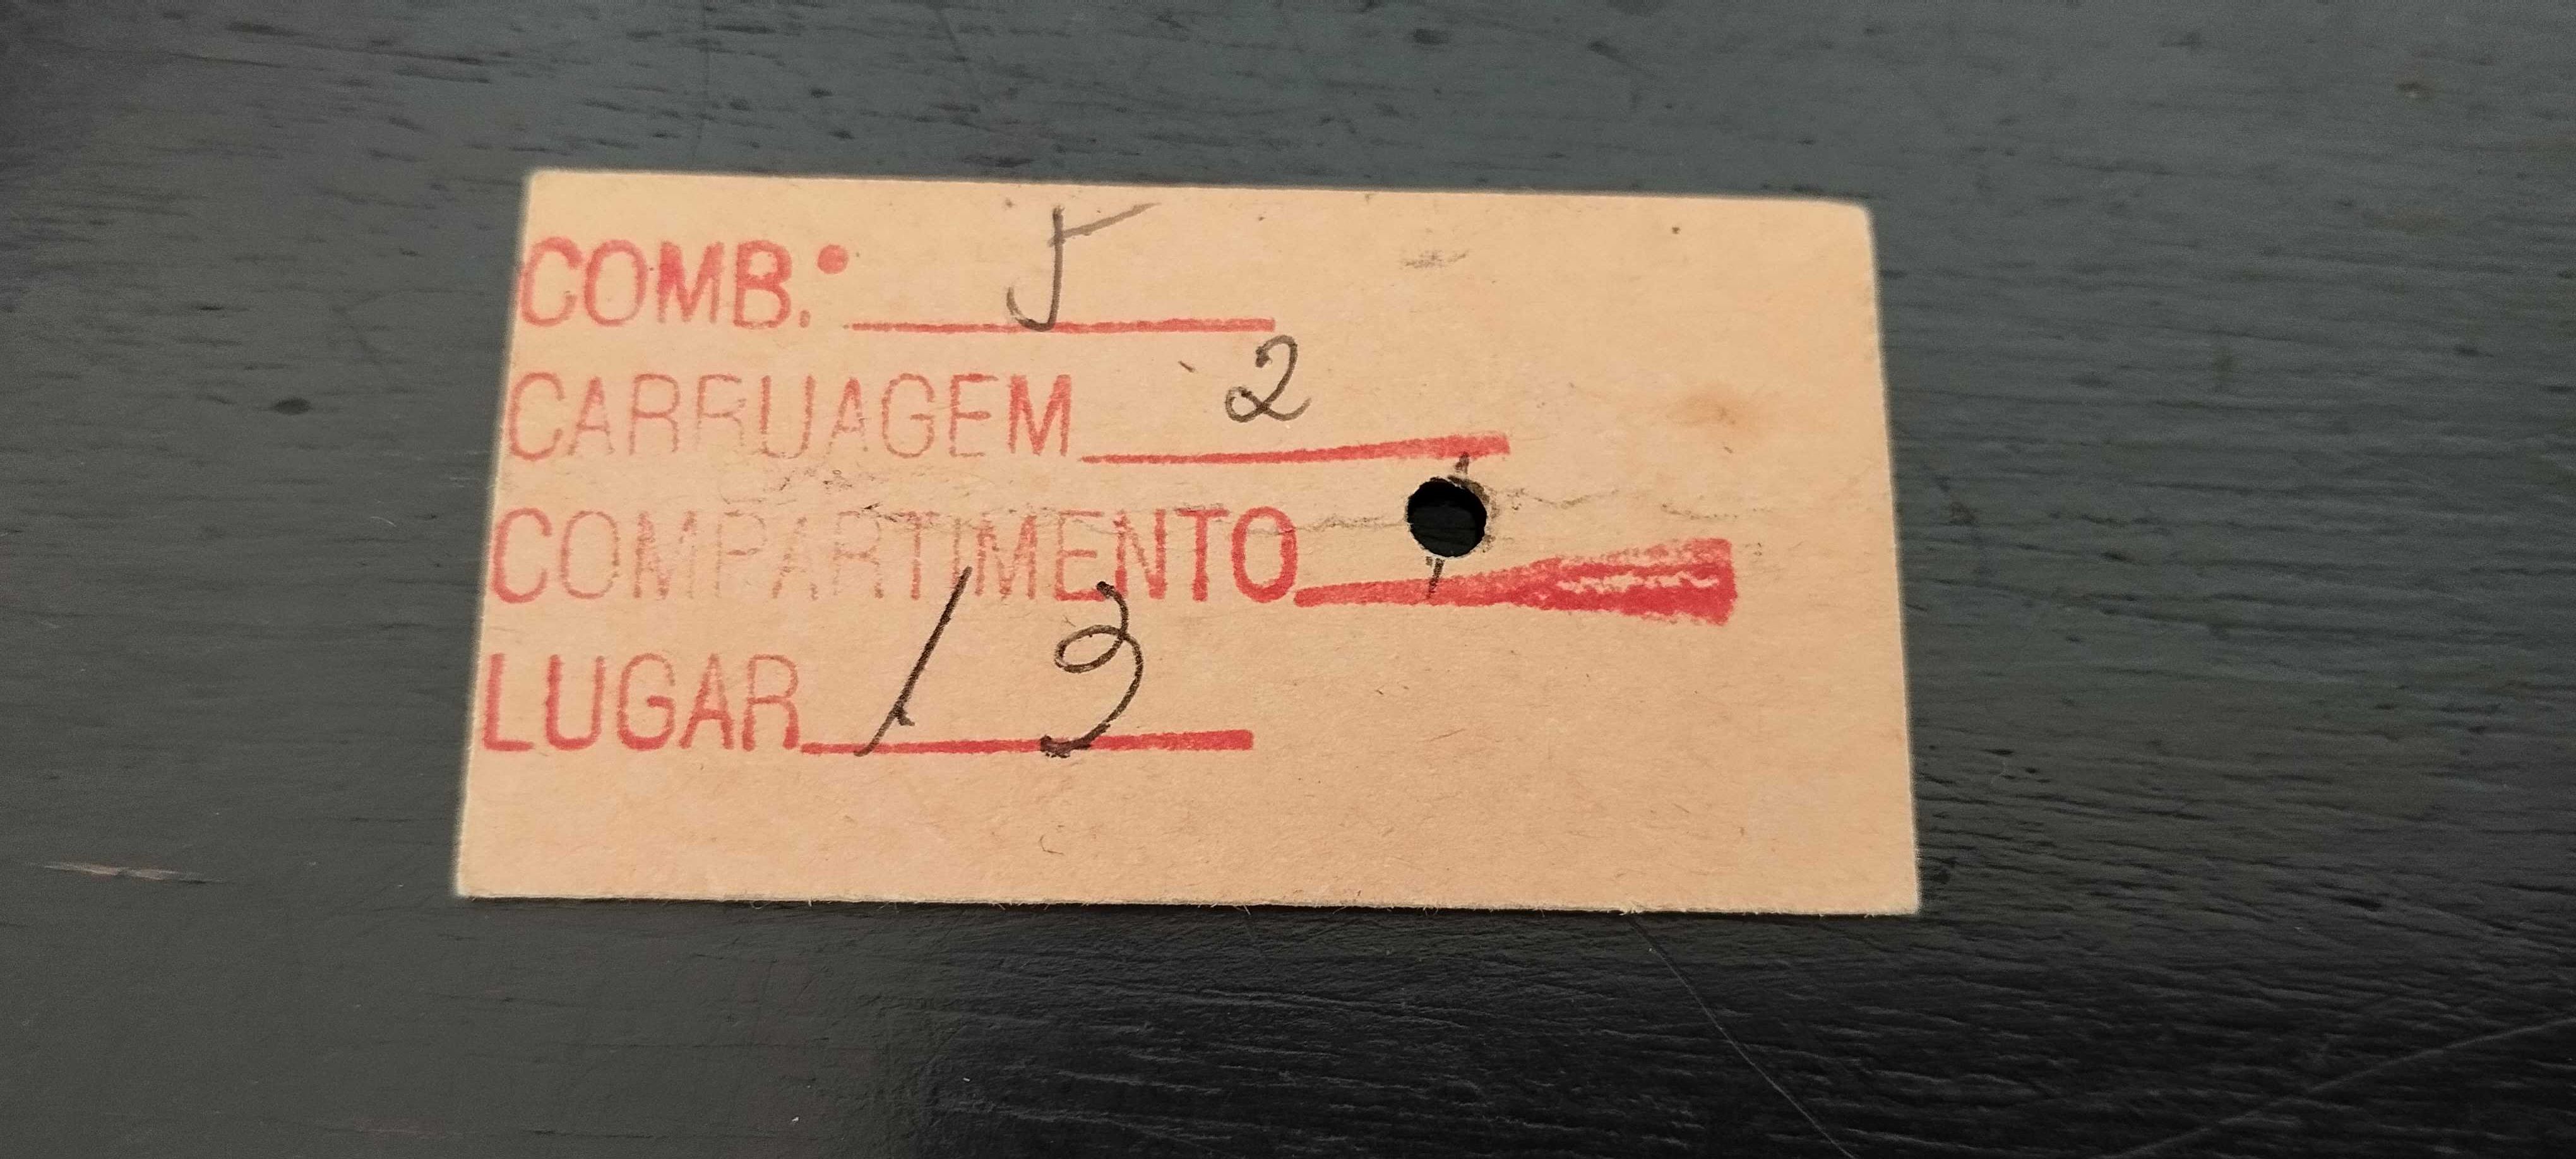 COMB.º 5
CARRUAGEM 2
COMPARTIMENTO
LUGAR 13